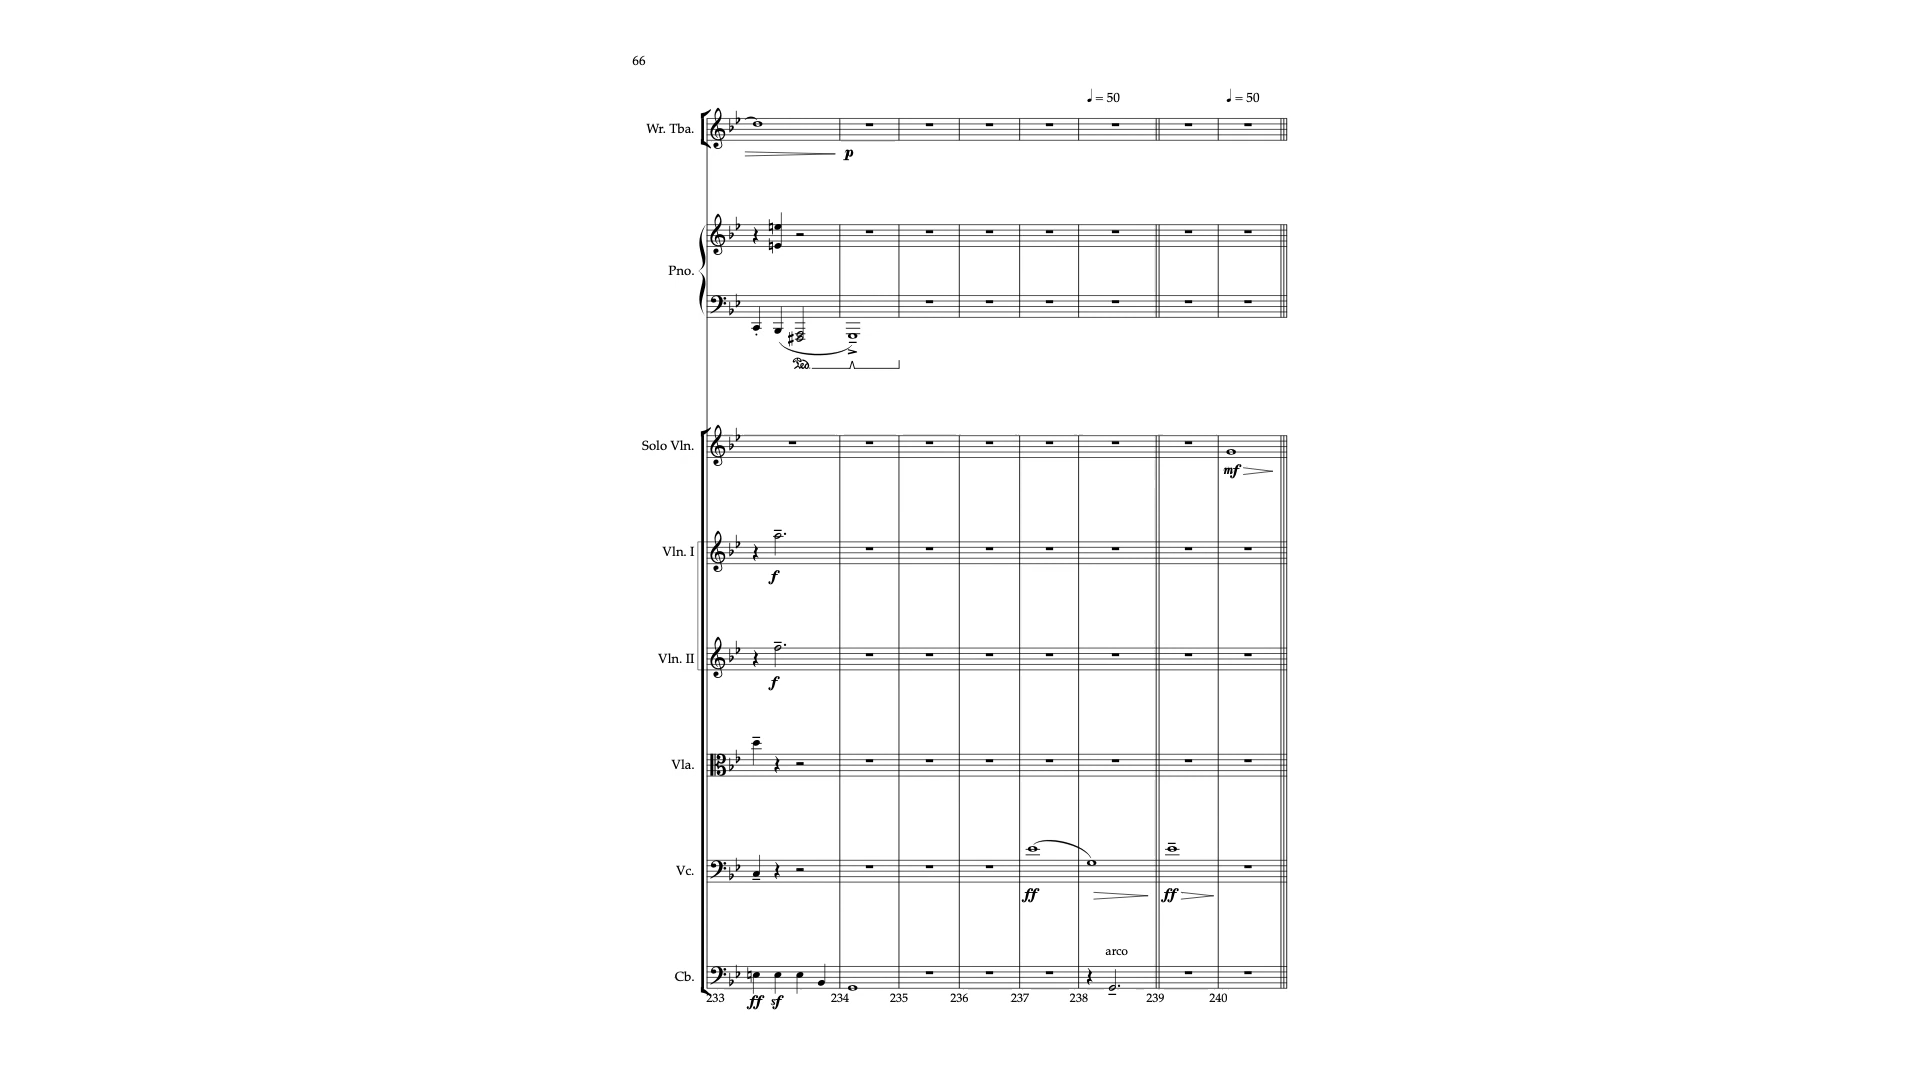 66
♩ = 50 ♩ = 50
Wr. Tba.
p
Pno.
Ped.
Solo Vln.
mf
Vln. I
f
Vln. II
f
Vla.
Vc.
ff ff
arco
Cb.
233 234 235 236 237 238 239 240
ff sf